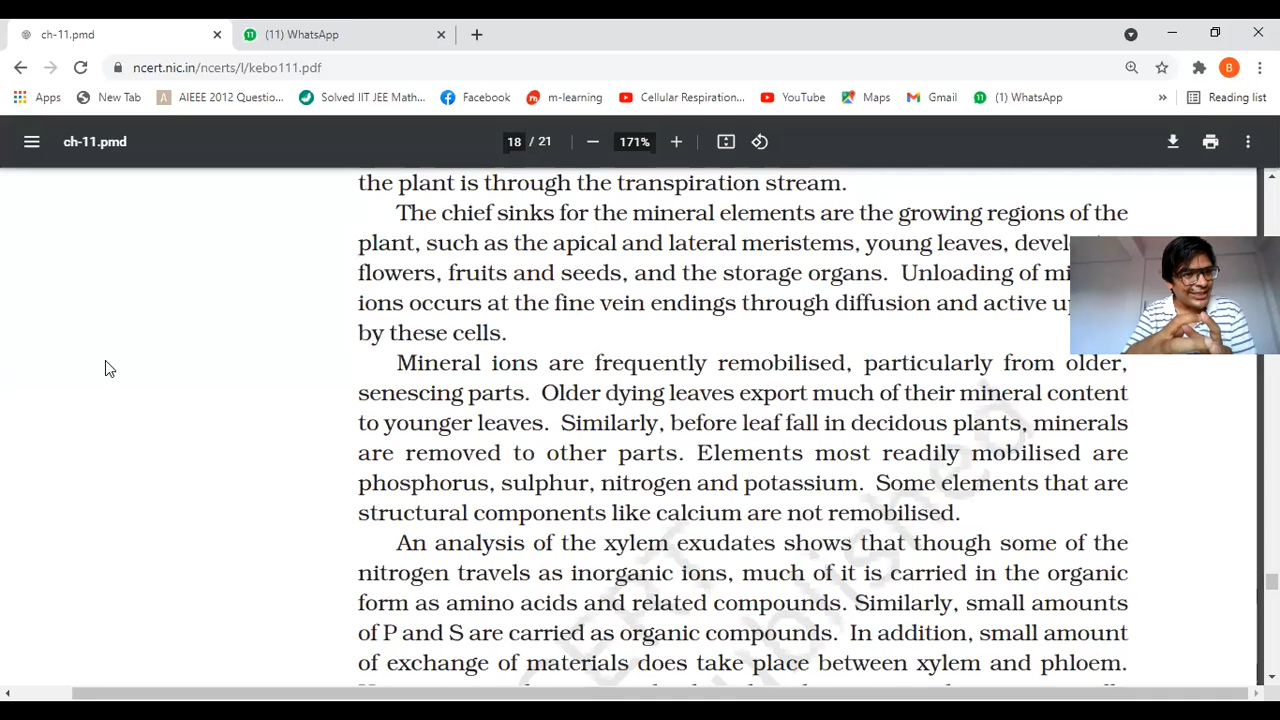 ch-11.pmd
(11) WhatsApp
ncert.nic.in/ncerts/l/kebo111.pdf
B
Apps
New Tab
AIEEE 2012 Questio...
Solved IIT JEE Math...
Facebook
m-learning
Cellular Respiration...
YouTube
Maps
Gmail
(1) WhatsApp
Reading list
ch-11.pmd
18 / 21
171%
the plant is through the transpiration stream.
The chief sinks for the mineral elements are the growing regions of the
plant, such as the apical and lateral meristems, young leaves,
flowers, fruits and seeds, and the storage organs. Unloading of
ions occurs at the fine vein endings through diffusion and active
by these cells.
Mineral ions are frequently remobilised, particularly from older,
senescing parts. Older dying leaves export much of their mineral content
to younger leaves. Similarly, before leaf fall in decidous plants, minerals
are removed to other parts. Elements most readily mobilised are
phosphorus, sulphur, nitrogen and potassium. Some elements that are
structural components like calcium are not remobilised.
An analysis of the xylem exudates shows that though some of the
nitrogen travels as inorganic ions, much of it is carried in the organic
form as amino acids and related compounds. Similarly, small amounts
of P and S are carried as organic compounds. In addition, small amount
of exchange of materials does take place between xylem and phloem.